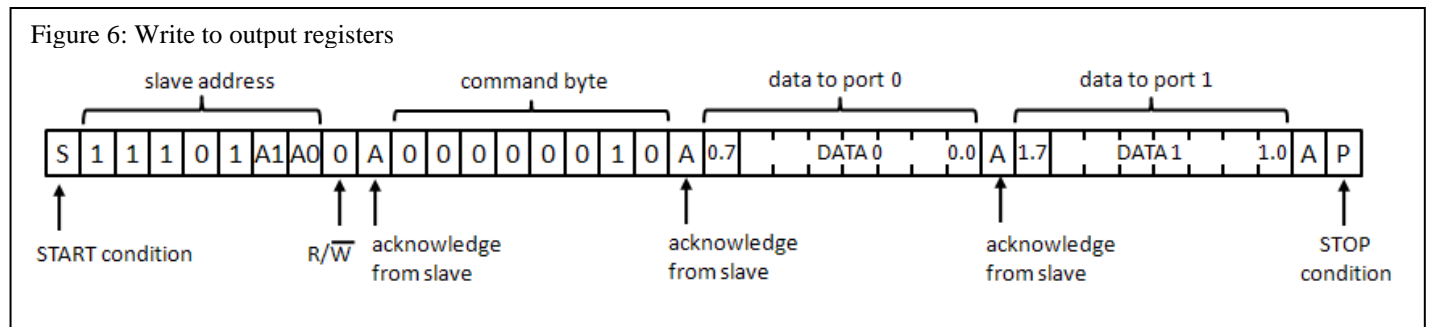 Figure 6: Write to output registers
slave address command byte data to port 0 data to port 1
S 1 1 1 0 1 A1 A0 0 A 0 0 0 0 0 0 1 0 A 0.7 DATA 0 0.0 A 1.7 DATA 1 1.0 A P
START condition R/W̅ acknowledge from slave acknowledge from slave acknowledge from slave STOP condition